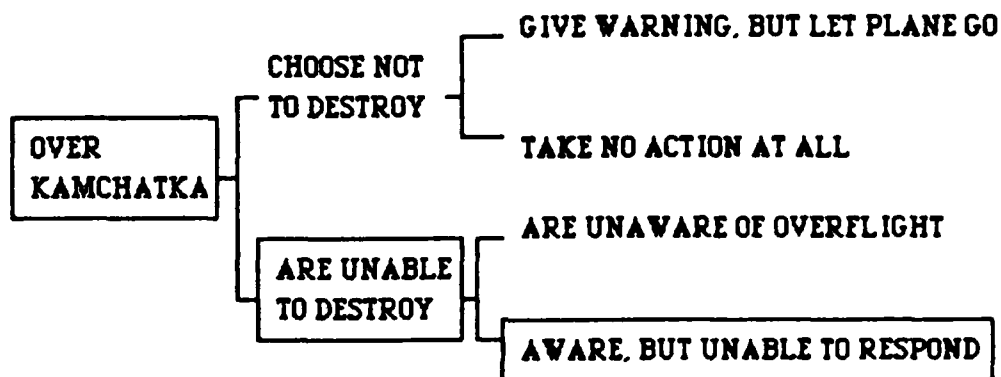 GIVE WARNING, BUT LET PLANE GO
CHOOSE NOT
TO DESTROY
TAKE NO ACTION AT ALL
OVER
KAMCHATKA
ARE UNAWARE OF OVERFLIGHT
ARE UNABLE
TO DESTROY
AWARE, BUT UNABLE TO RESPOND